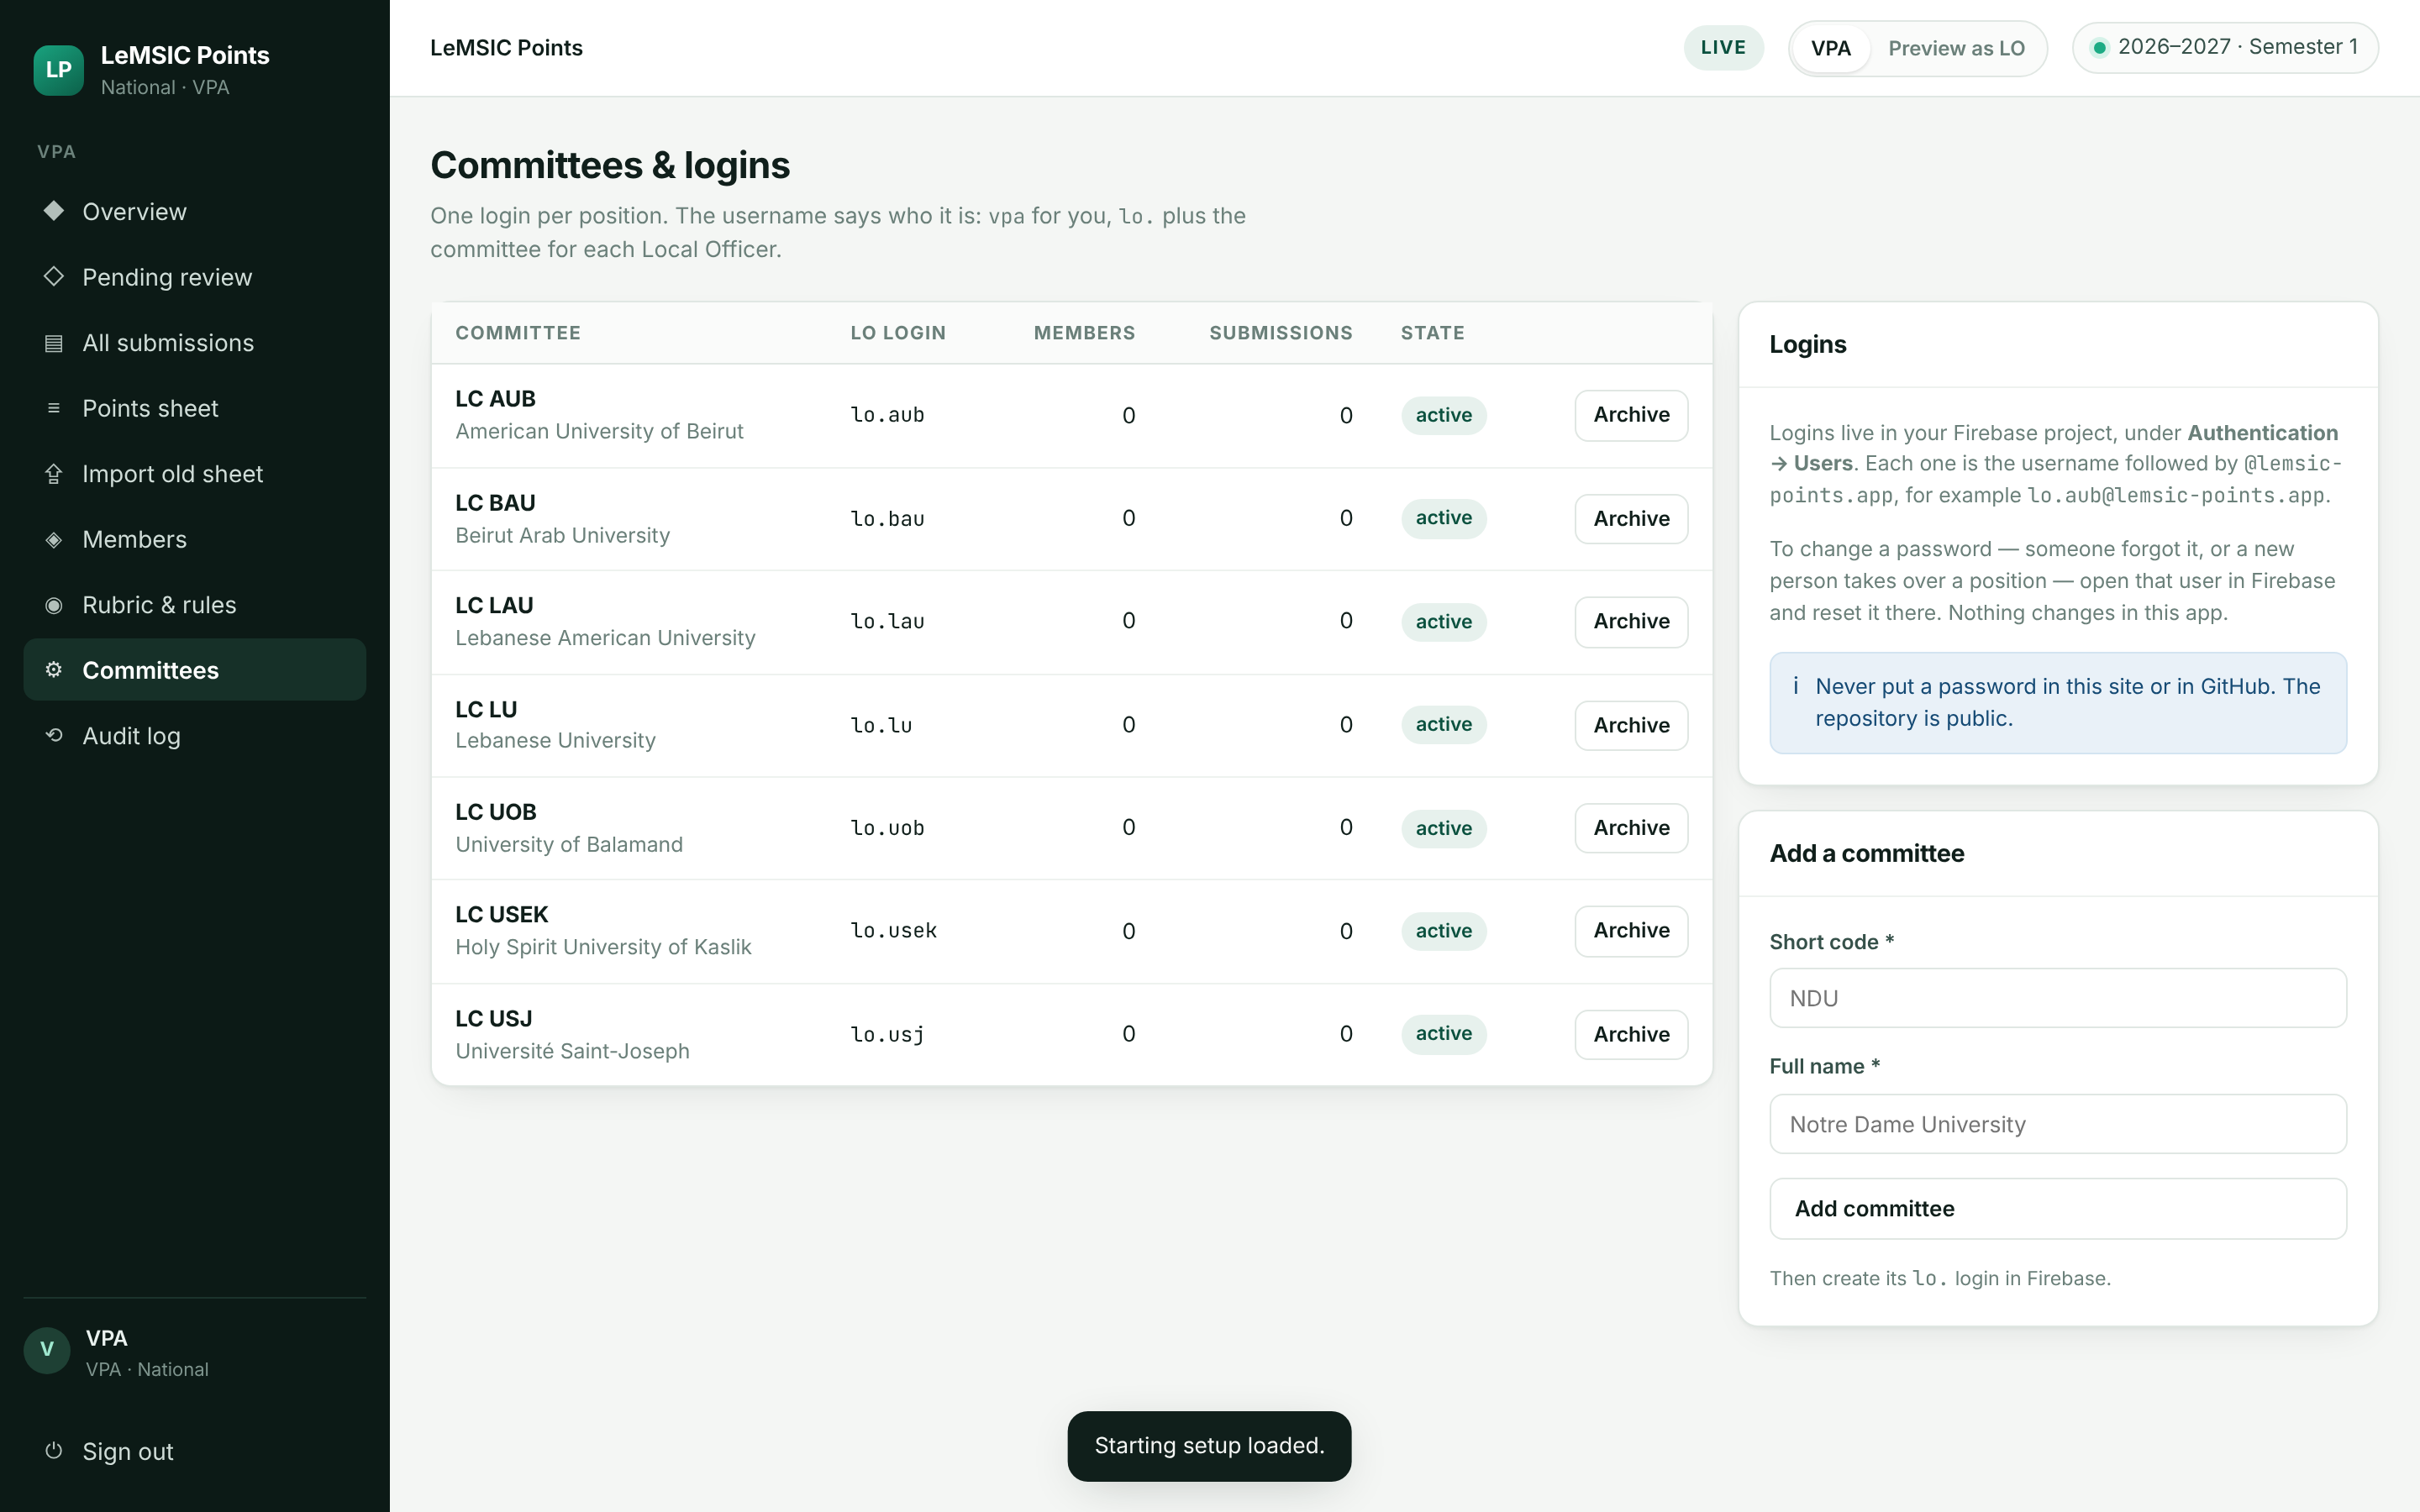 LP
LeMSIC Points
National · VPA
VPA
Overview
Pending review
All submissions
Points sheet
Import old sheet
Members
Rubric & rules
Committees
Audit log
V
VPA
VPA · National
Sign out
LeMSIC Points
LIVE
VPA
Preview as LO
2026–2027 · Semester 1
Committees & logins
One login per position. The username says who it is: vpa for you, lo. plus the
committee for each Local Officer.
COMMITTEE LO LOGIN MEMBERS SUBMISSIONS STATE
LC AUB
American University of Beirut
lo.aub 0 0 active Archive
LC BAU
Beirut Arab University
lo.bau 0 0 active Archive
LC LAU
Lebanese American University
lo.lau 0 0 active Archive
LC LU
Lebanese University
lo.lu 0 0 active Archive
LC UOB
University of Balamand
lo.uob 0 0 active Archive
LC USEK
Holy Spirit University of Kaslik
lo.usek 0 0 active Archive
LC USJ
Université Saint-Joseph
lo.usj 0 0 active Archive
Logins
Logins live in your Firebase project, under Authentication
→ Users. Each one is the username followed by @lemsic-
points.app, for example lo.aub@lemsic-points.app.
To change a password — someone forgot it, or a new
person takes over a position — open that user in Firebase
and reset it there. Nothing changes in this app.
i Never put a password in this site or in GitHub. The
repository is public.
Add a committee
Short code *
NDU
Full name *
Notre Dame University
Add committee
Then create its lo. login in Firebase.
Starting setup loaded.